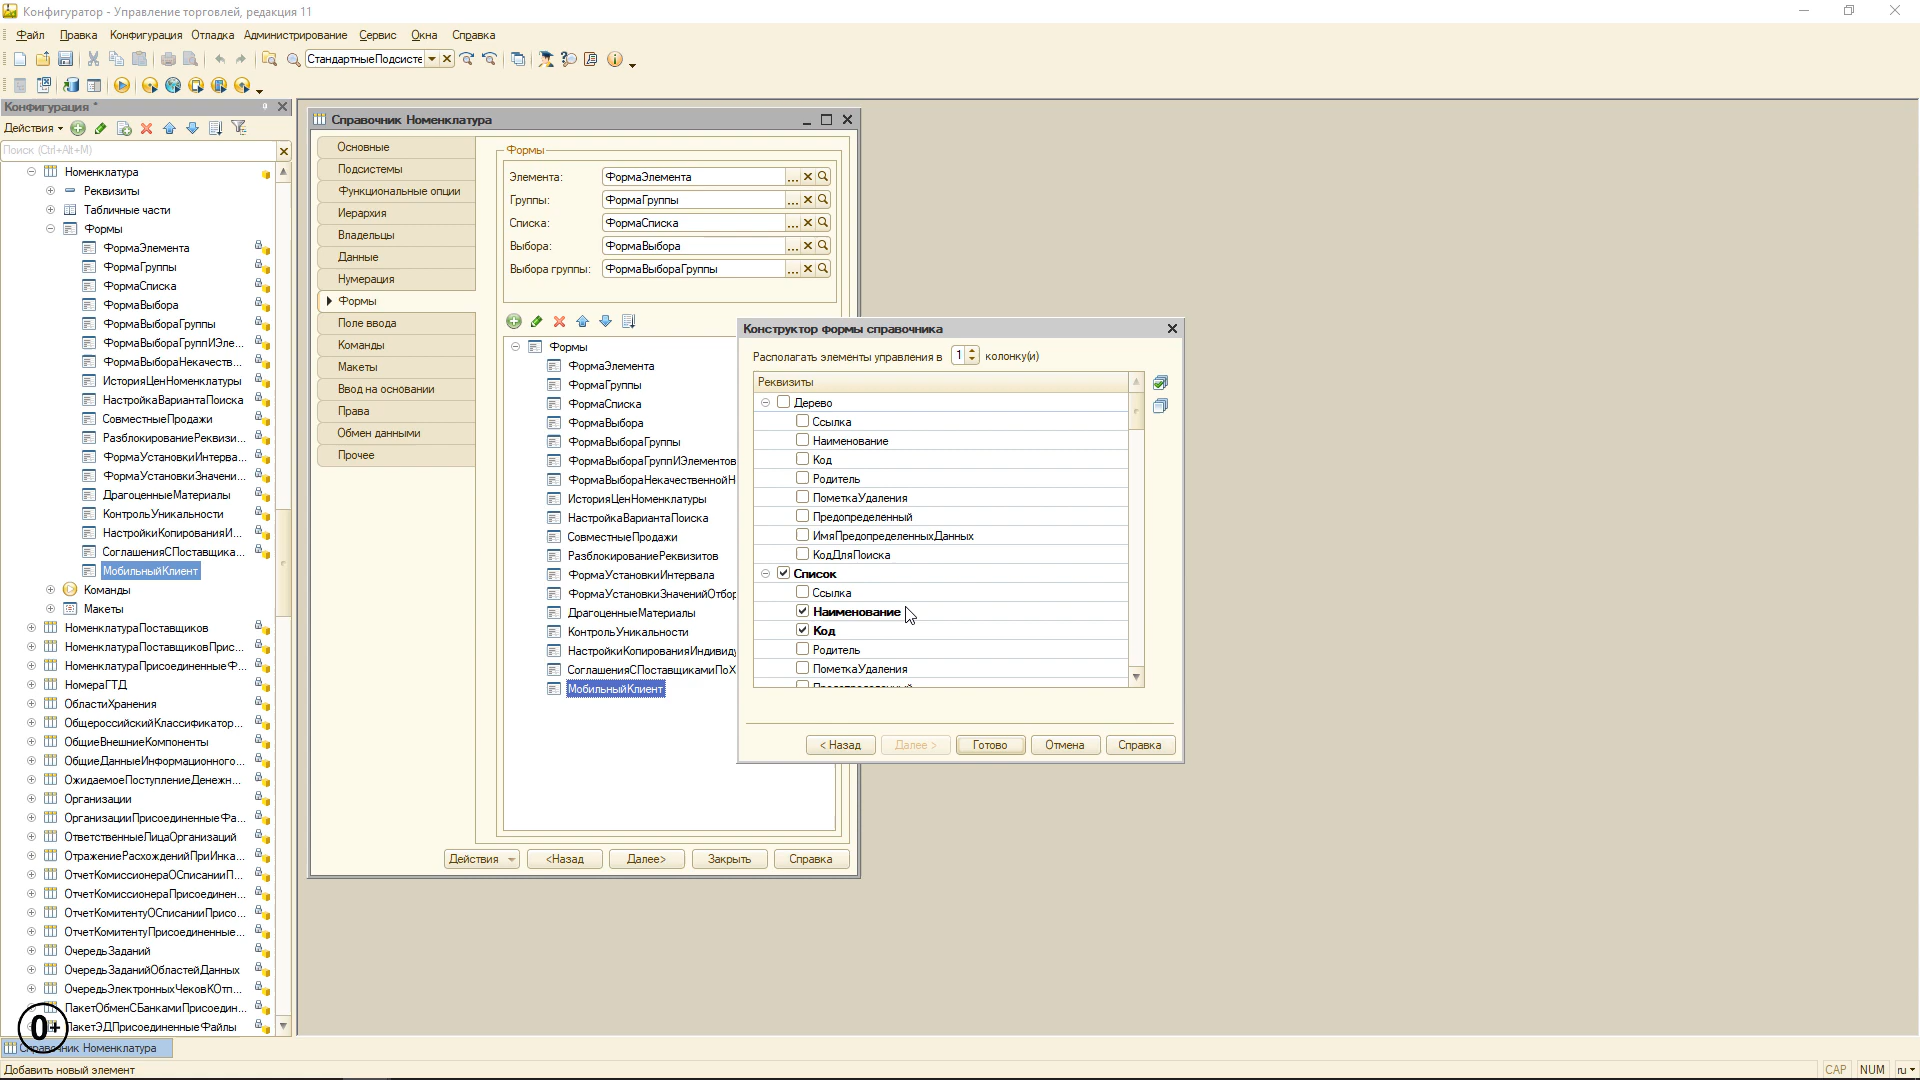 Конфигуратор - Управление торговлей, редакция 11
Файл Правка Конфигурация Отладка Администрирование Сервис Окна Справка
СтандартныеПодсисте
Конфигурация *
Действия
Поиск (Ctrl+Alt+M)
Номенклатура
Реквизиты
Табличные части
Формы
ФормаЭлемента
ФормаГруппы
ФормаСписка
ФормаВыбора
ФормаВыбораГруппы
ФормаВыбораГруппИЭле...
ФормаВыбораНекачеств...
ИсторияЦенНоменклатуры
НастройкаВариантаПоиска
СовместныеПродажи
РазблокированиеРеквизи...
ФормаУстановкиИнтерва...
ФормаУстановкиЗначени...
ДрагоценныеМатериалы
КонтрольУникальности
НастройкиКопированияИ...
СоглашенияСПоставщика...
МобильныйКлиент
Команды
Макеты
НоменклатураПоставщиков
НоменклатураПоставщиковПрис...
НоменклатураПрисоединенныеФ...
НомераГТД
ОбластиХранения
ОбщероссийскийКлассификатор...
ОбщиеВнешниеКомпоненты
ОбщиеДанныеИнформационного...
ОжидаемоеПоступлениеДенежн...
Организации
ОрганизацииПрисоединенныеФа...
ОтветственныеЛицаОрганизаций
ОтражениеРасхожденийПриИнка...
ОтчетКомиссионераОСписанииП...
ОтчетКомиссионераПрисоединен...
ОтчетКомитентуОСписанииПрисо...
ОтчетКомитентуПрисоединенные...
ОчередьЗаданий
ОчередьЗаданийОбластейДанных
ОчередьЭлектронныхЧековКОтп...
ПакетОбменСБанкамиПрисоедин...
ПакетЭДПрисоединенныеФайлы
0+
Справочник Номенклатура
Добавить новый элемент
Справочник Номенклатура
Основные
Подсистемы
Функциональные опции
Иерархия
Владельцы
Данные
Нумерация
Формы
Поле ввода
Команды
Макеты
Ввод на основании
Права
Обмен данными
Прочее
Формы
Элемента: ФормаЭлемента
Группы: ФормаГруппы
Списка: ФормаСписка
Выбора: ФормаВыбора
Выбора группы: ФормаВыбораГруппы
Формы
ФормаЭлемента
ФормаГруппы
ФормаСписка
ФормаВыбора
ФормаВыбораГруппы
ФормаВыбораГруппИЭлементов
ФормаВыбораНекачественнойН
ИсторияЦенНоменклатуры
НастройкаВариантаПоиска
СовместныеПродажи
РазблокированиеРеквизитов
ФормаУстановкиИнтервала
ФормаУстановкиЗначенийОтбор
ДрагоценныеМатериалы
КонтрольУникальности
НастройкиКопированияИндивиду
СоглашенияСПоставщикамиПоХ
МобильныйКлиент
Действия <Назад Далее> Закрыть Справка
Конструктор формы справочника
Располагать элементы управления в 1 колонку(и)
Реквизиты
Дерево
Ссылка
Наименование
Код
Родитель
ПометкаУдаления
Предопределенный
ИмяПредопределенныхДанных
КодДляПоиска
Список
Ссылка
Наименование
Код
Родитель
ПометкаУдаления
Предопределенный
< Назад Далее > Готово Отмена Справка
CAP NUM ru